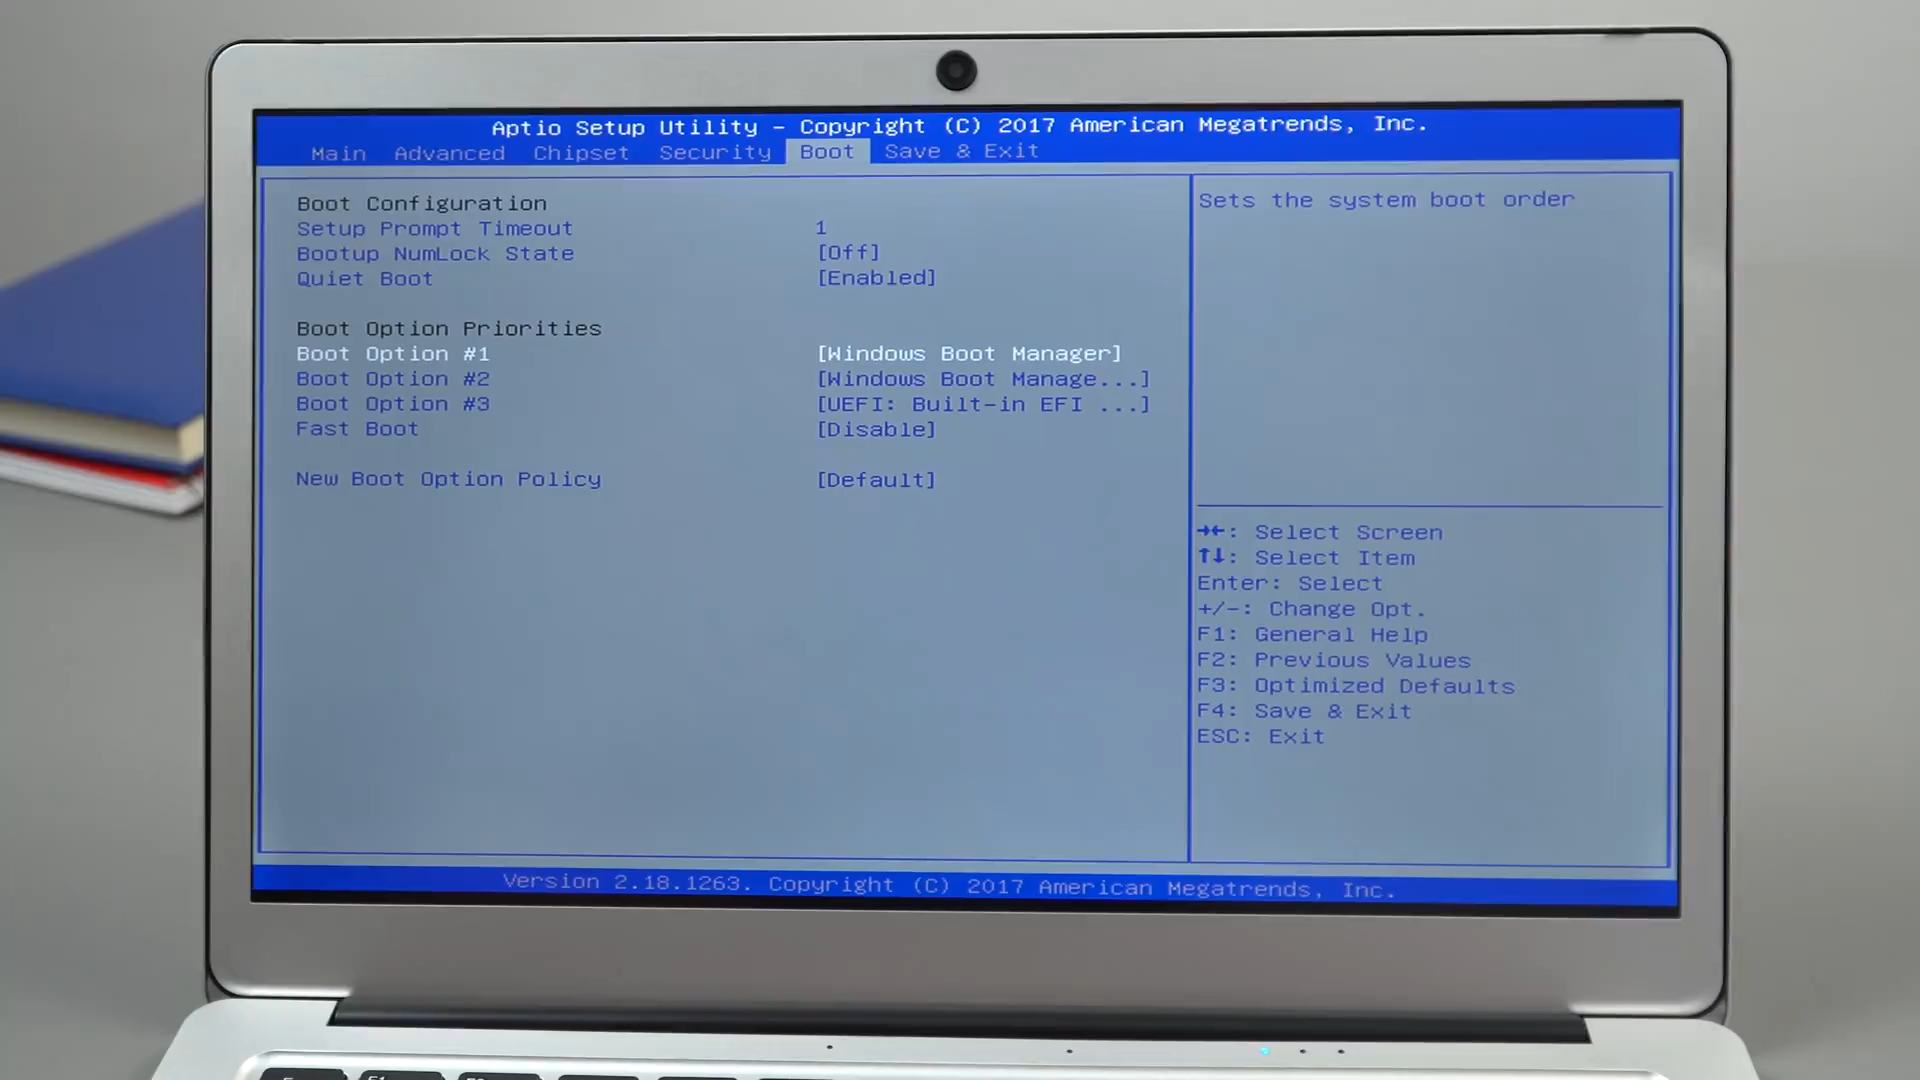 Aptio Setup Utility – Copyright (C) 2017 American Megatrends, Inc.
Main Advanced Chipset Security Boot Save & Exit
Boot Configuration
Setup Prompt Timeout 1
Bootup NumLock State [Off]
Quiet Boot [Enabled]
Boot Option Priorities
Boot Option #1 [Windows Boot Manager]
Boot Option #2 [Windows Boot Manage...]
Boot Option #3 [UEFI: Built-in EFI ...]
Fast Boot [Disable]
New Boot Option Policy [Default]
Sets the system boot order
→←: Select Screen
↑↓: Select Item
Enter: Select
+/-: Change Opt.
F1: General Help
F2: Previous Values
F3: Optimized Defaults
F4: Save & Exit
ESC: Exit
Version 2.18.1263. Copyright (C) 2017 American Megatrends, Inc.